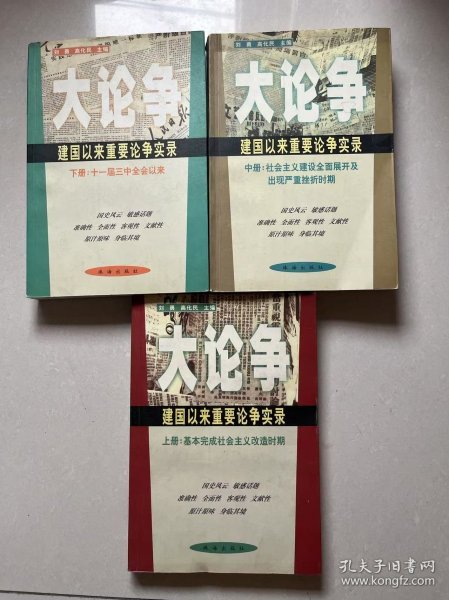 刘勇 高化民 主编
大论争
建国以来重要论争实录
下册：十一届三中全会以来
国史风云 敏感话题
准确性 全面性 客观性 文献性
原汁原味 身临其境
珠海出版社
刘勇 高化民 主编
大论争
建国以来重要论争实录
中册：社会主义建设全面展开及
出现严重挫折时期
国史风云 敏感话题
准确性 全面性 客观性 文献性
原汁原味 身临其境
珠海出版社
刘勇 高化民 主编
大论争
建国以来重要论争实录
上册：基本完成社会主义改造时期
国史风云 敏感话题
准确性 全面性 客观性 文献性
原汁原味 身临其境
珠海出版社
孔夫子旧书网
www.kongfz.com